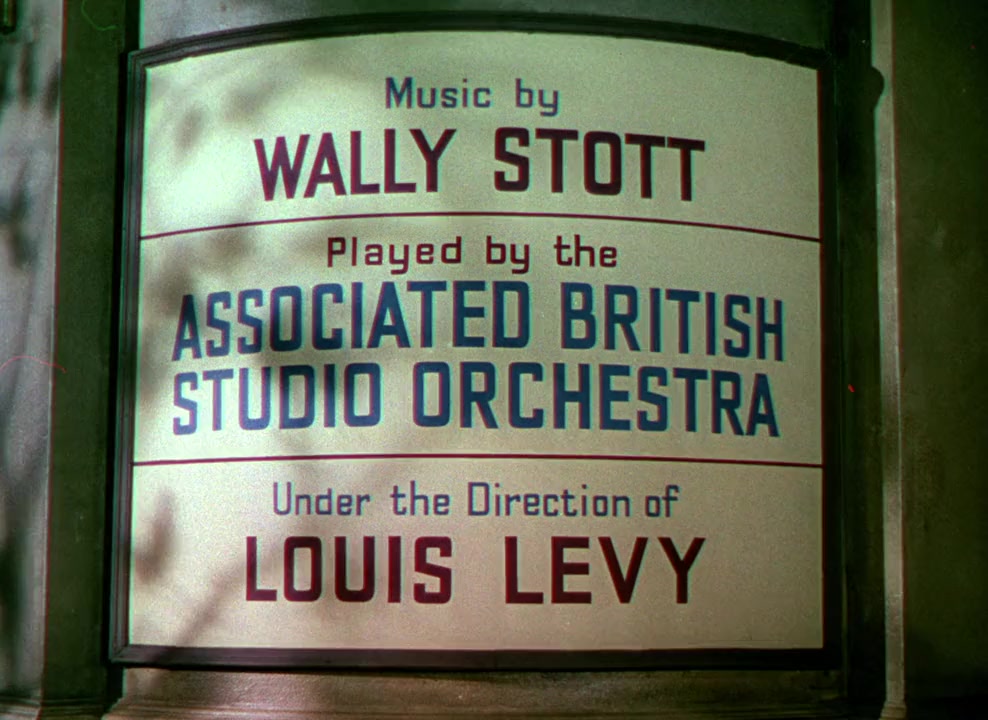 Music by
WALLY STOTT
Played by the
ASSOCIATED BRITISH
STUDIO ORCHESTRA
Under the Direction of
LOUIS LEVY